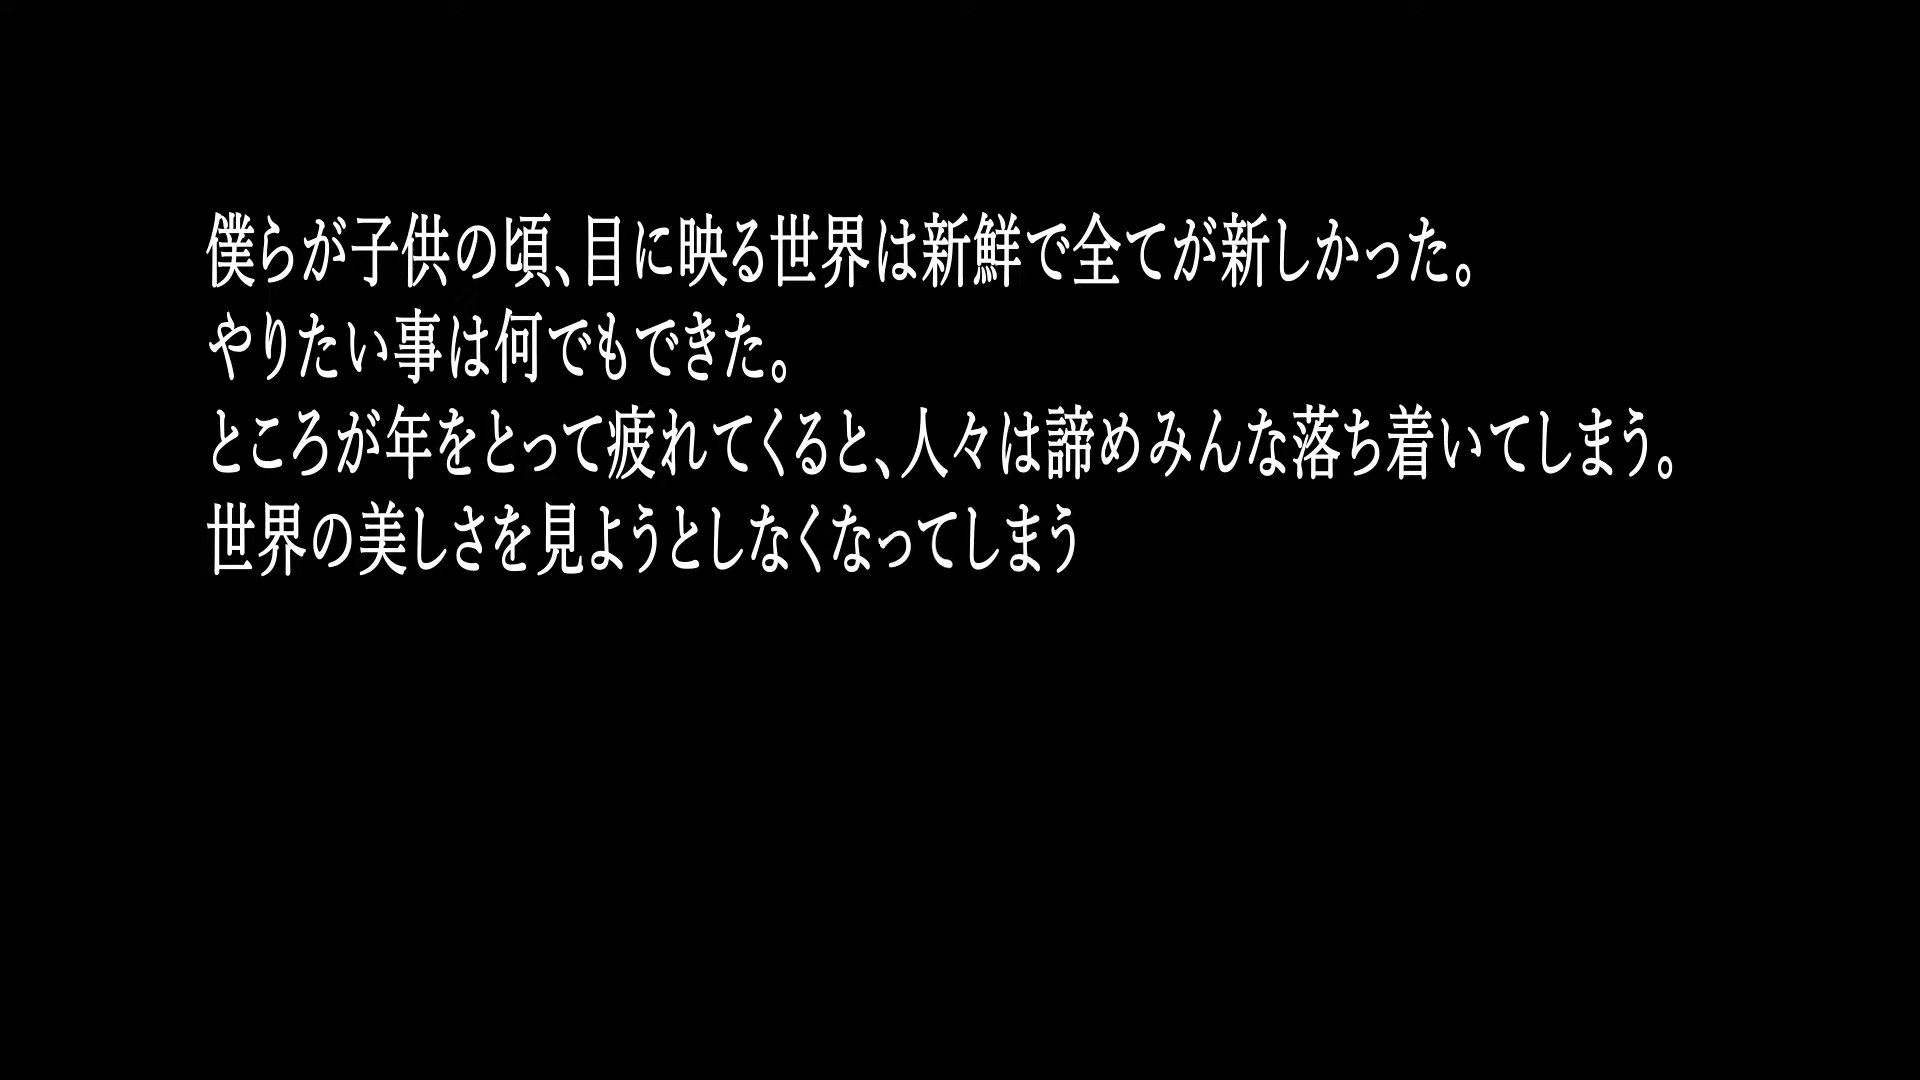 僕らが子供の頃、目に映る世界は新鮮で全てが新しかった。
やりたい事は何でもできた。
ところが年をとって疲れてくると、人々は諦めみんな落ち着いてしまう。
世界の美しさを見ようとしなくなってしまう